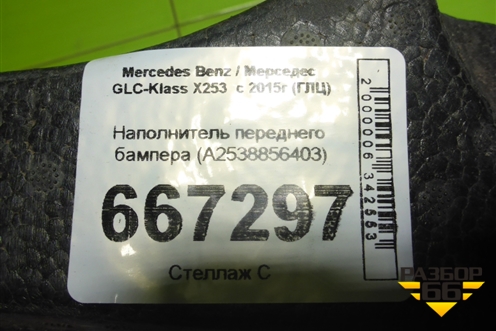 Mercedes Benz / Мерседес
GLC-Klass X253 с 2015г (ГЛЦ)
Наполнитель переднего
бампера (A2538856403)
667297
Стеллаж С
2000006342553
РАЗБОР
66